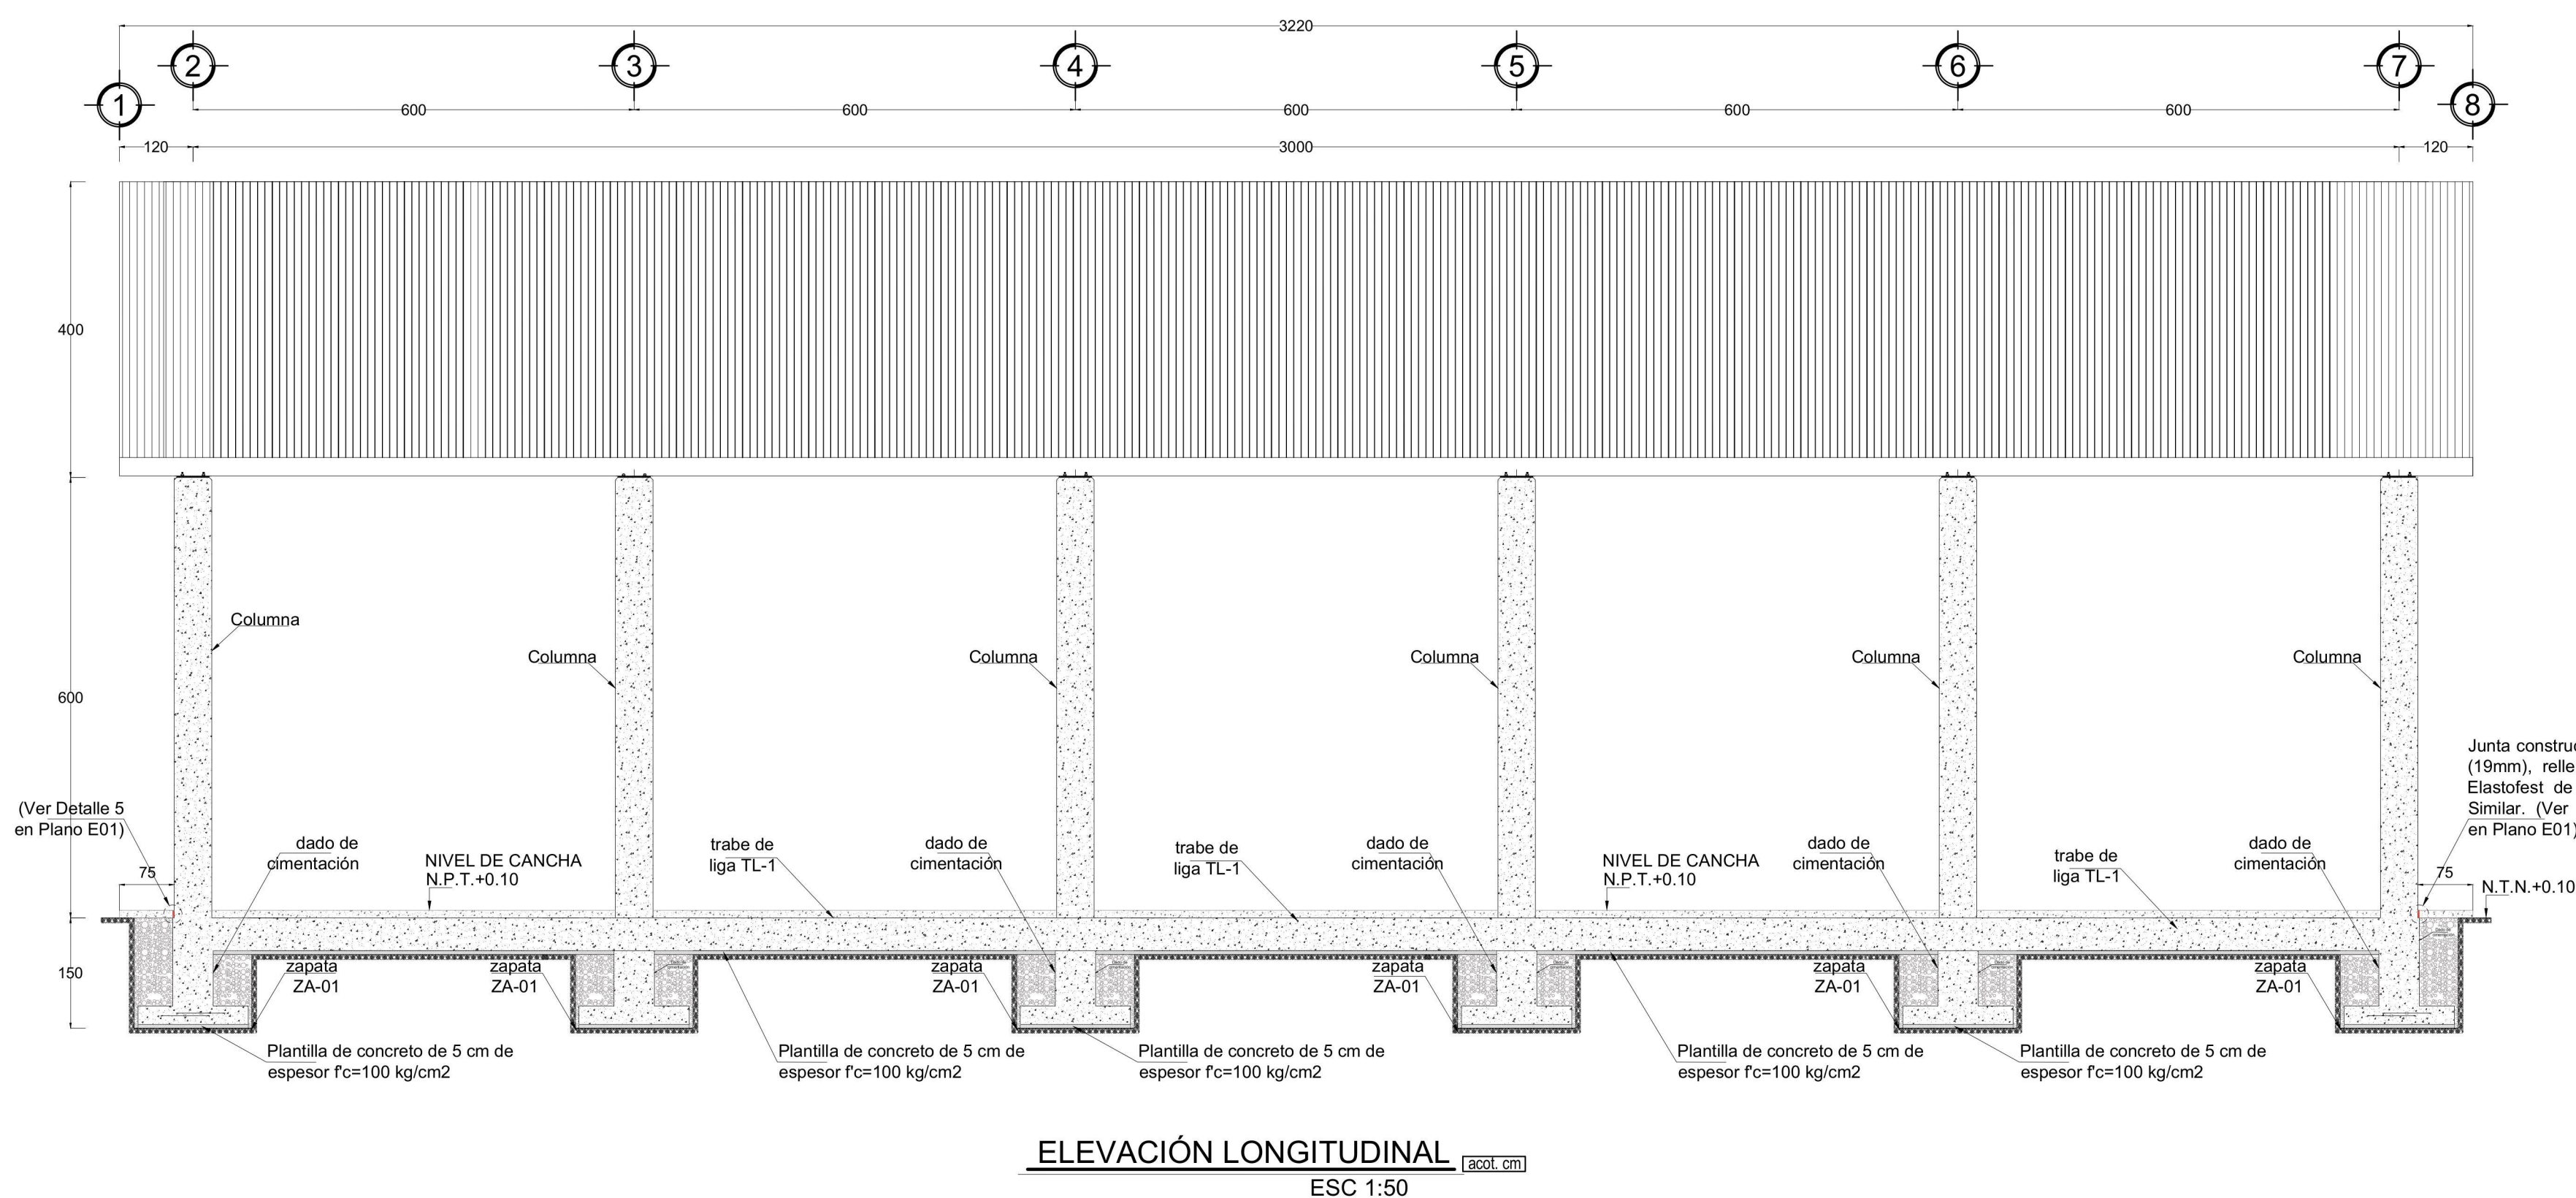 3220
2
3
4
5
6
7
1
8
600
600
600
600
600
120
3000
120
400
Columna
Columna
Columna
Columna
Columna
Columna
600
Junta construc
(19mm), relle
Elastofest de
Similar. (Ver
en Plano E01)
(Ver Detalle 5
en Plano E01)
dado de
cimentación
NIVEL DE CANCHA
N.P.T.+0.10
trabe de
liga TL-1
dado de
cimentación
trabe de
liga TL-1
dado de
cimentación
NIVEL DE CANCHA
N.P.T.+0.10
dado de
cimentación
trabe de
liga TL-1
dado de
cimentación
75
75
N.T.N.+0.10
150
zapata
ZA-01
zapata
ZA-01
zapata
ZA-01
zapata
ZA-01
zapata
ZA-01
zapata
ZA-01
Plantilla de concreto de 5 cm de
espesor f'c=100 kg/cm2
Plantilla de concreto de 5 cm de
espesor f'c=100 kg/cm2
Plantilla de concreto de 5 cm de
espesor f'c=100 kg/cm2
Plantilla de concreto de 5 cm de
espesor f'c=100 kg/cm2
Plantilla de concreto de 5 cm de
espesor f'c=100 kg/cm2
ELEVACIÓN LONGITUDINAL
acot. cm
ESC 1:50